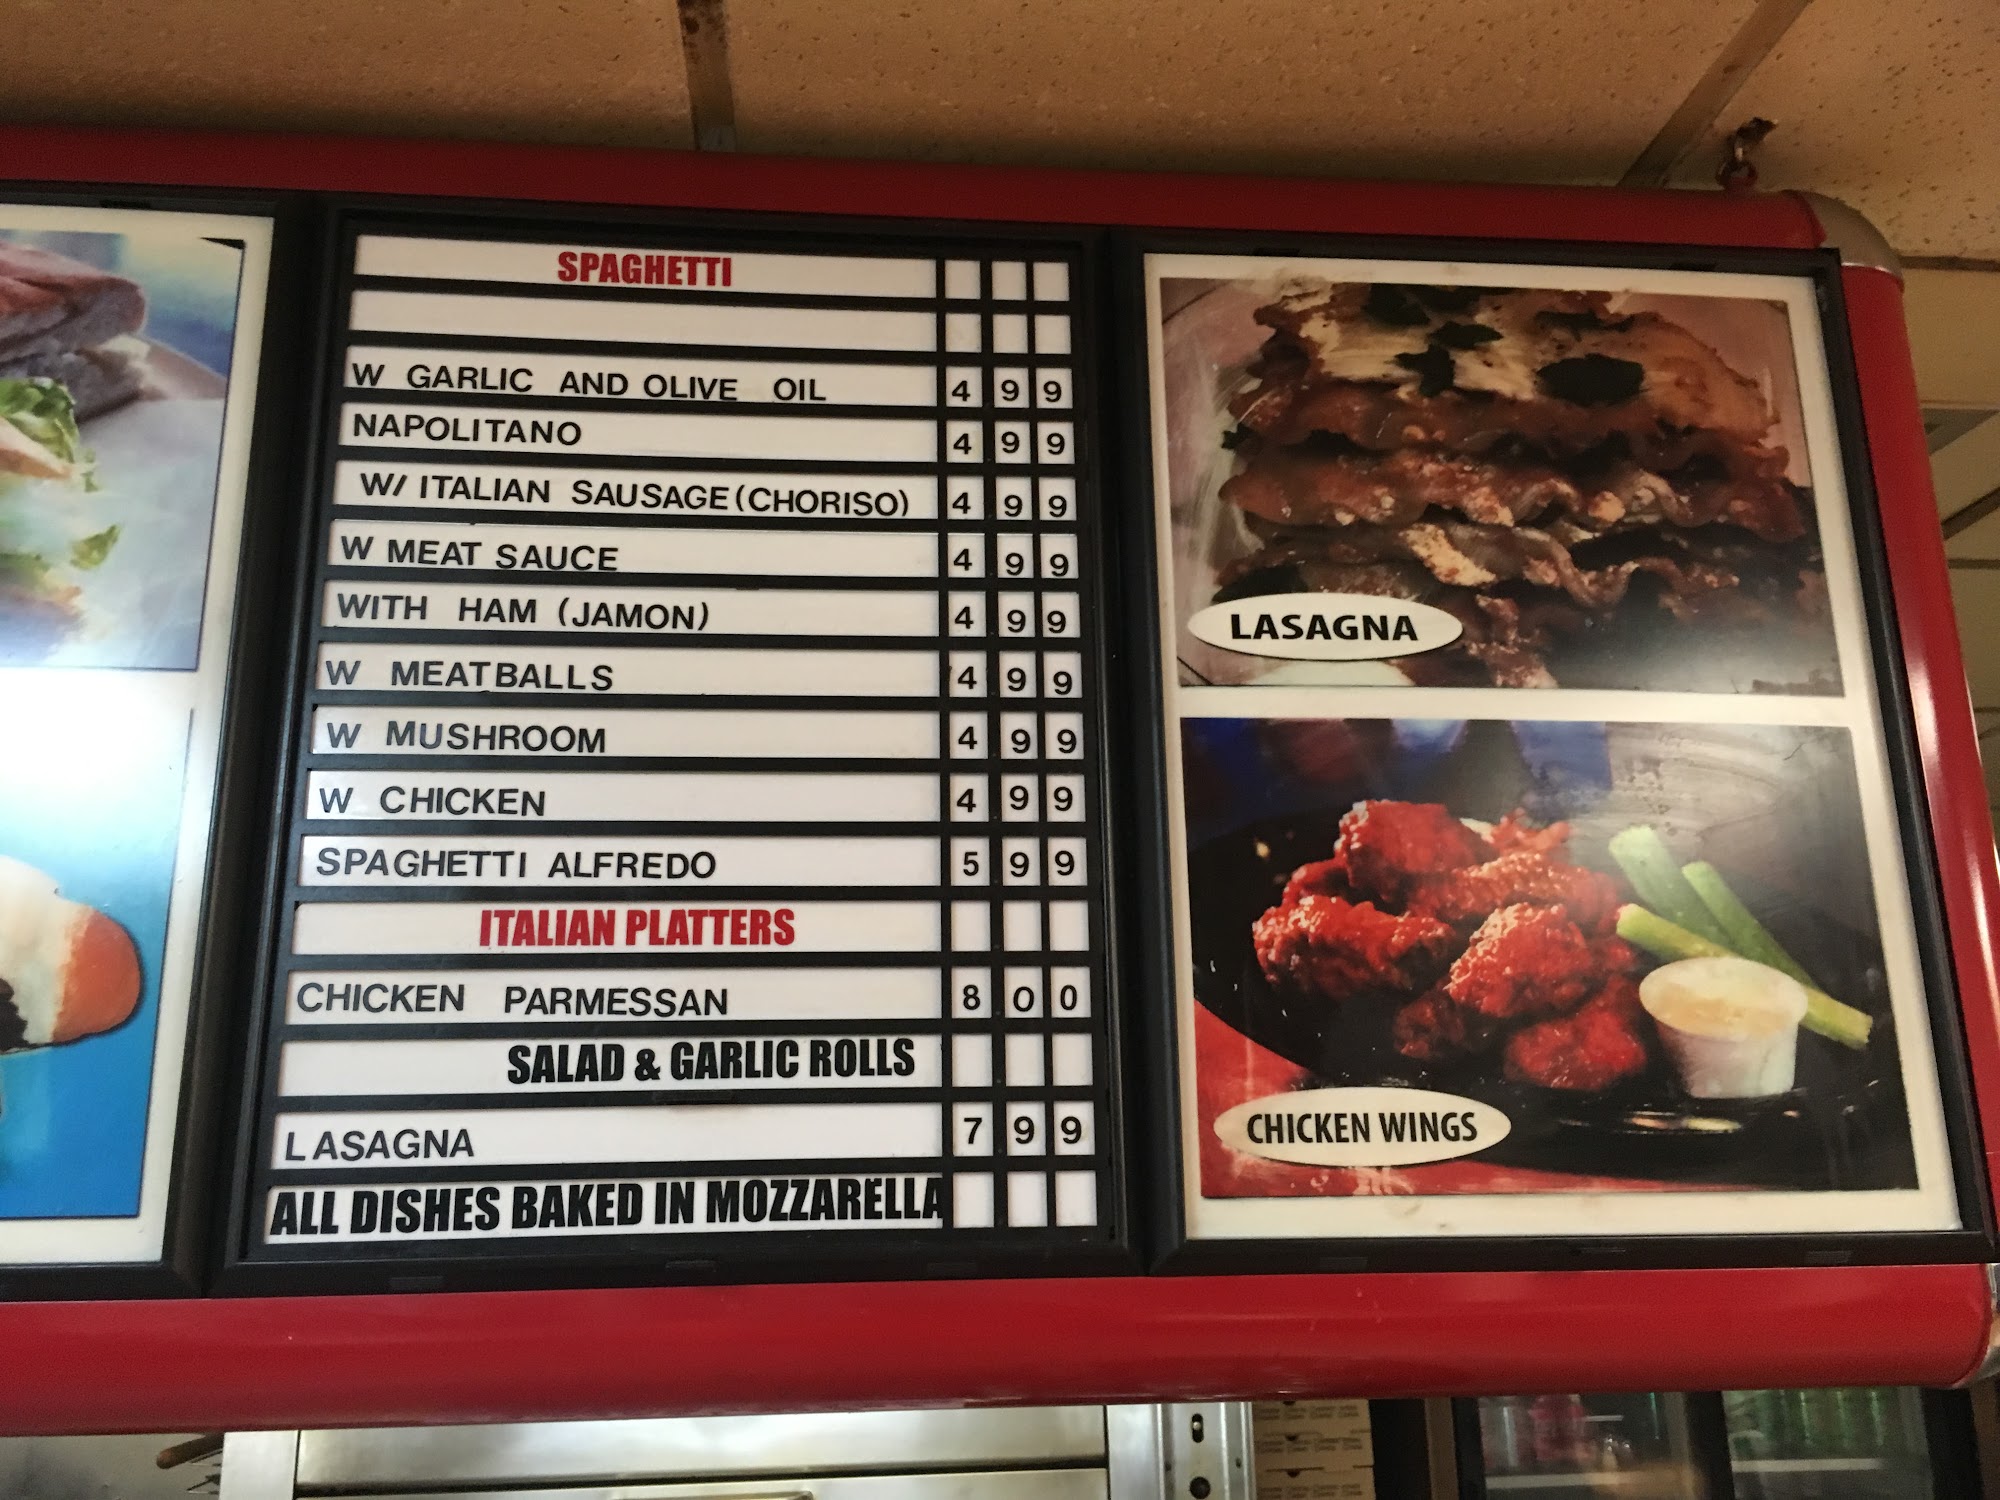 SPAGHETTI
W GARLIC AND OLIVE OIL 4 9 9
NAPOLITANO 4 9 9
W/ ITALIAN SAUSAGE (CHORISO) 4 9 9
W MEAT SAUCE 4 9 9
WITH HAM (JAMON) 4 9 9
W MEATBALLS 4 9 9
W MUSHROOM 4 9 9
W CHICKEN 4 9 9
SPAGHETTI ALFREDO 5 9 9
ITALIAN PLATTERS
CHICKEN PARMESSAN 8 0 0
SALAD & GARLIC ROLLS
LASAGNA 7 9 9
ALL DISHES BAKED IN MOZZARELLA
LASAGNA
CHICKEN WINGS